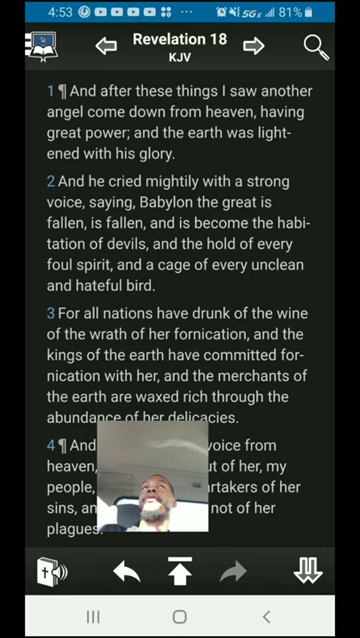 4:53 5G E 81%
Revelation 18
KJV
1 ¶ And after these things I saw another
angel come down from heaven, having
great power; and the earth was light-
ened with his glory.
2 And he cried mightily with a strong
voice, saying, Babylon the great is
fallen, is fallen, and is become the habi-
tation of devils, and the hold of every
foul spirit, and a cage of every unclean
and hateful bird.
3 For all nations have drunk of the wine
of the wrath of her fornication, and the
kings of the earth have committed for-
nication with her, and the merchants of
the earth are waxed rich through the
abundance of her delicacies.
4 ¶ And voice from
heaven, of her, my
people, of her
sins, not of her
plagues.